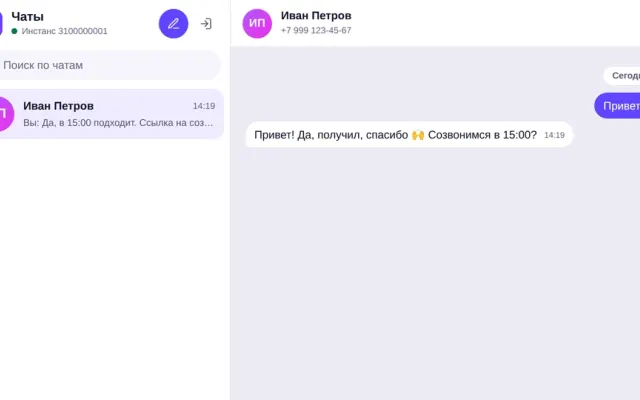 Чаты
Инстанс 3100000001
Поиск по чатам
Иван Петров 14:19
Вы: Да, в 15:00 подходит. Ссылка на соз…
ИП
Иван Петров
+7 999 123-45-67
Привет
Привет! Да, получил, спасибо 🙌 Созвонимся в 15:00? 14:19